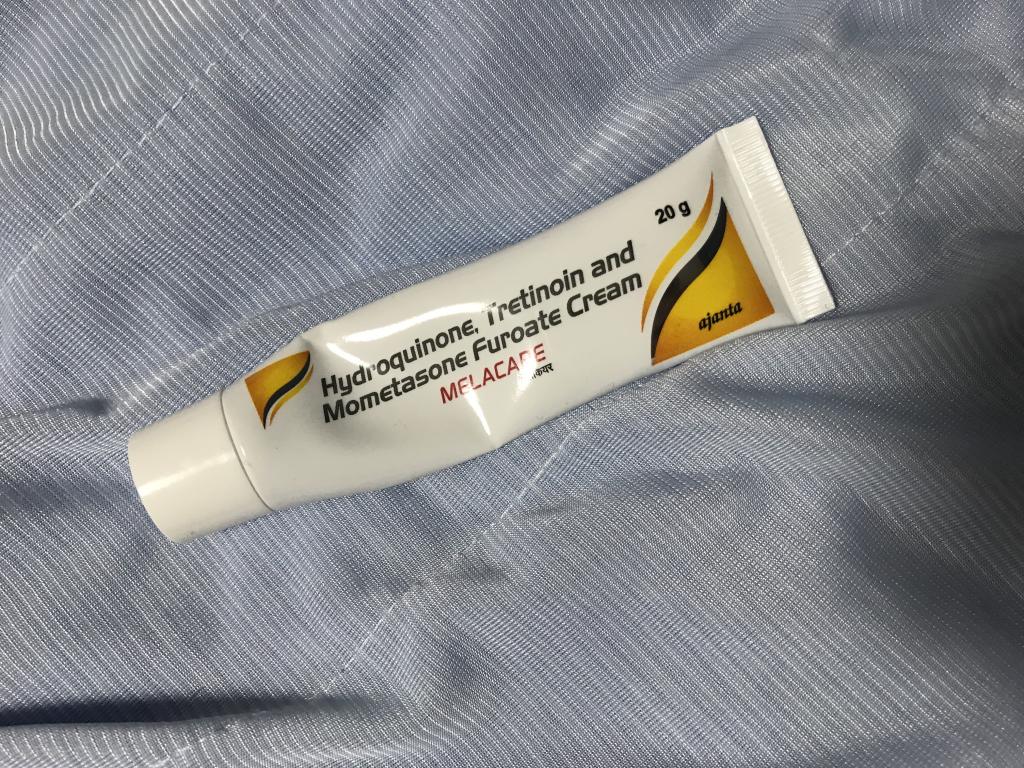 20 g
Hydroquinone, Tretinoin and
Mometasone Furoate Cream
MELACARE
ajanta